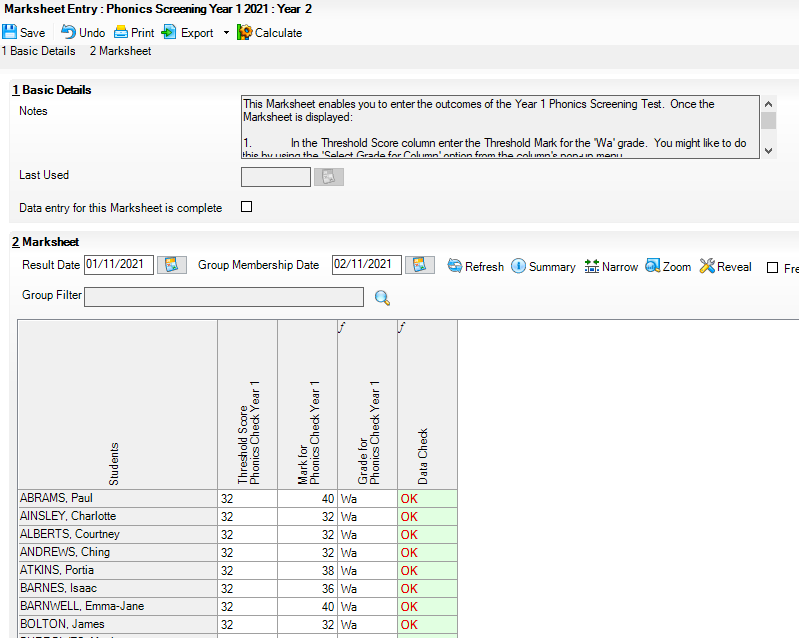 Marksheet Entry : Phonics Screening Year 1 2021 : Year 2
Save Undo Print Export Calculate
1 Basic Details 2 Marksheet
1 Basic Details
Notes
This Marksheet enables you to enter the outcomes of the Year 1 Phonics Screening Test. Once the
Marksheet is displayed:
1. In the Threshold Score column enter the Threshold Mark for the 'Wa' grade. You might like to do
this by using the 'Select Grade for Column' option from the column's pop-up menu
Last Used
Data entry for this Marksheet is complete
2 Marksheet
Result Date 01/11/2021 Group Membership Date 02/11/2021 Refresh Summary Narrow Zoom Reveal Fre
Group Filter
f f
Students
Threshold Score
Phonics Check Year 1
Mark for
Phonics Check Year 1
Grade for
Phonics Check Year 1
Data Check
ABRAMS, Paul 32 40 Wa OK
AINSLEY, Charlotte 32 32 Wa OK
ALBERTS, Courtney 32 32 Wa OK
ANDREWS, Ching 32 32 Wa OK
ATKINS, Portia 32 38 Wa OK
BARNES, Isaac 32 36 Wa OK
BARNWELL, Emma-Jane 32 40 Wa OK
BOLTON, James 32 32 Wa OK